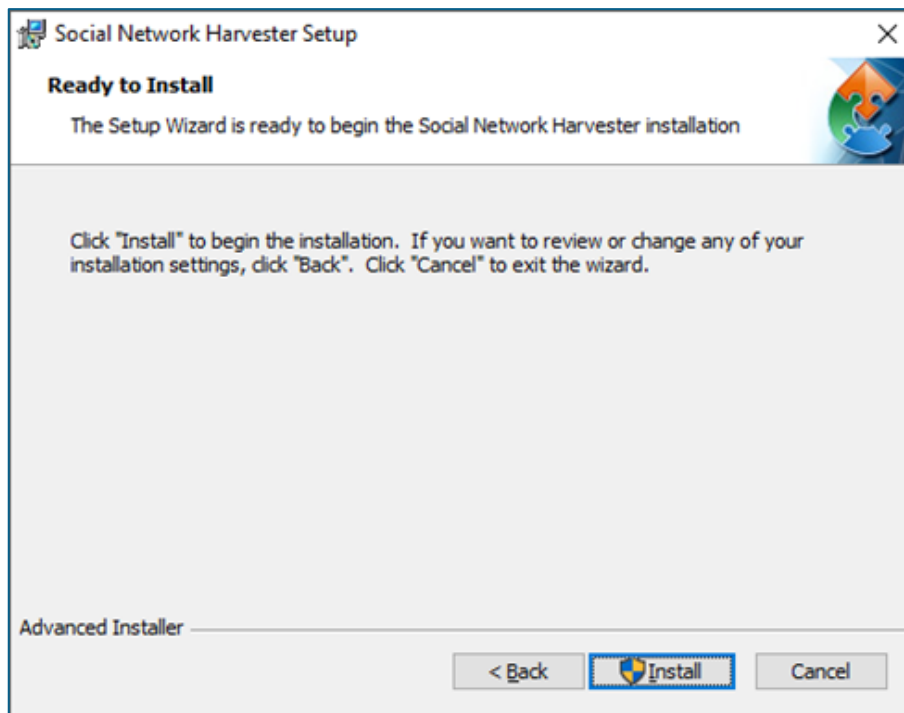 Social Network Harvester Setup
Ready to Install
The Setup Wizard is ready to begin the Social Network Harvester installation
Click "Install" to begin the installation.  If you want to review or change any of your
installation settings, click "Back".  Click "Cancel" to exit the wizard.
Advanced Installer
< Back
Install
Cancel